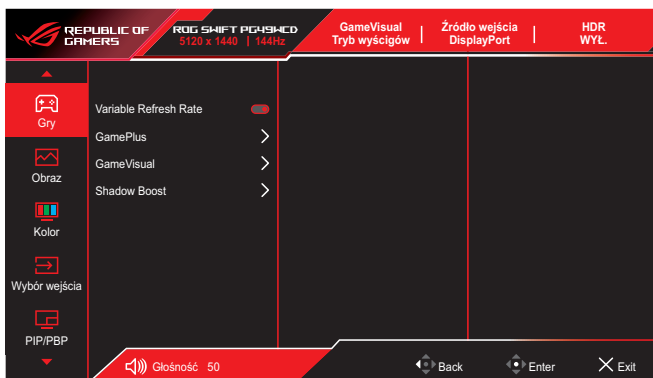 REPUBLIC OF
GAMERS
ROG SWIFT PG49WCD
5120 x 1440 | 144Hz
GameVisual
Tryb wyścigów
Źródło wejścia
DisplayPort
HDR
WYŁ.
Gry
Obraz
Kolor
Wybór wejścia
PIP/PBP
Variable Refresh Rate
GamePlus
GameVisual
Shadow Boost
Głośność 50
Back
Enter
Exit